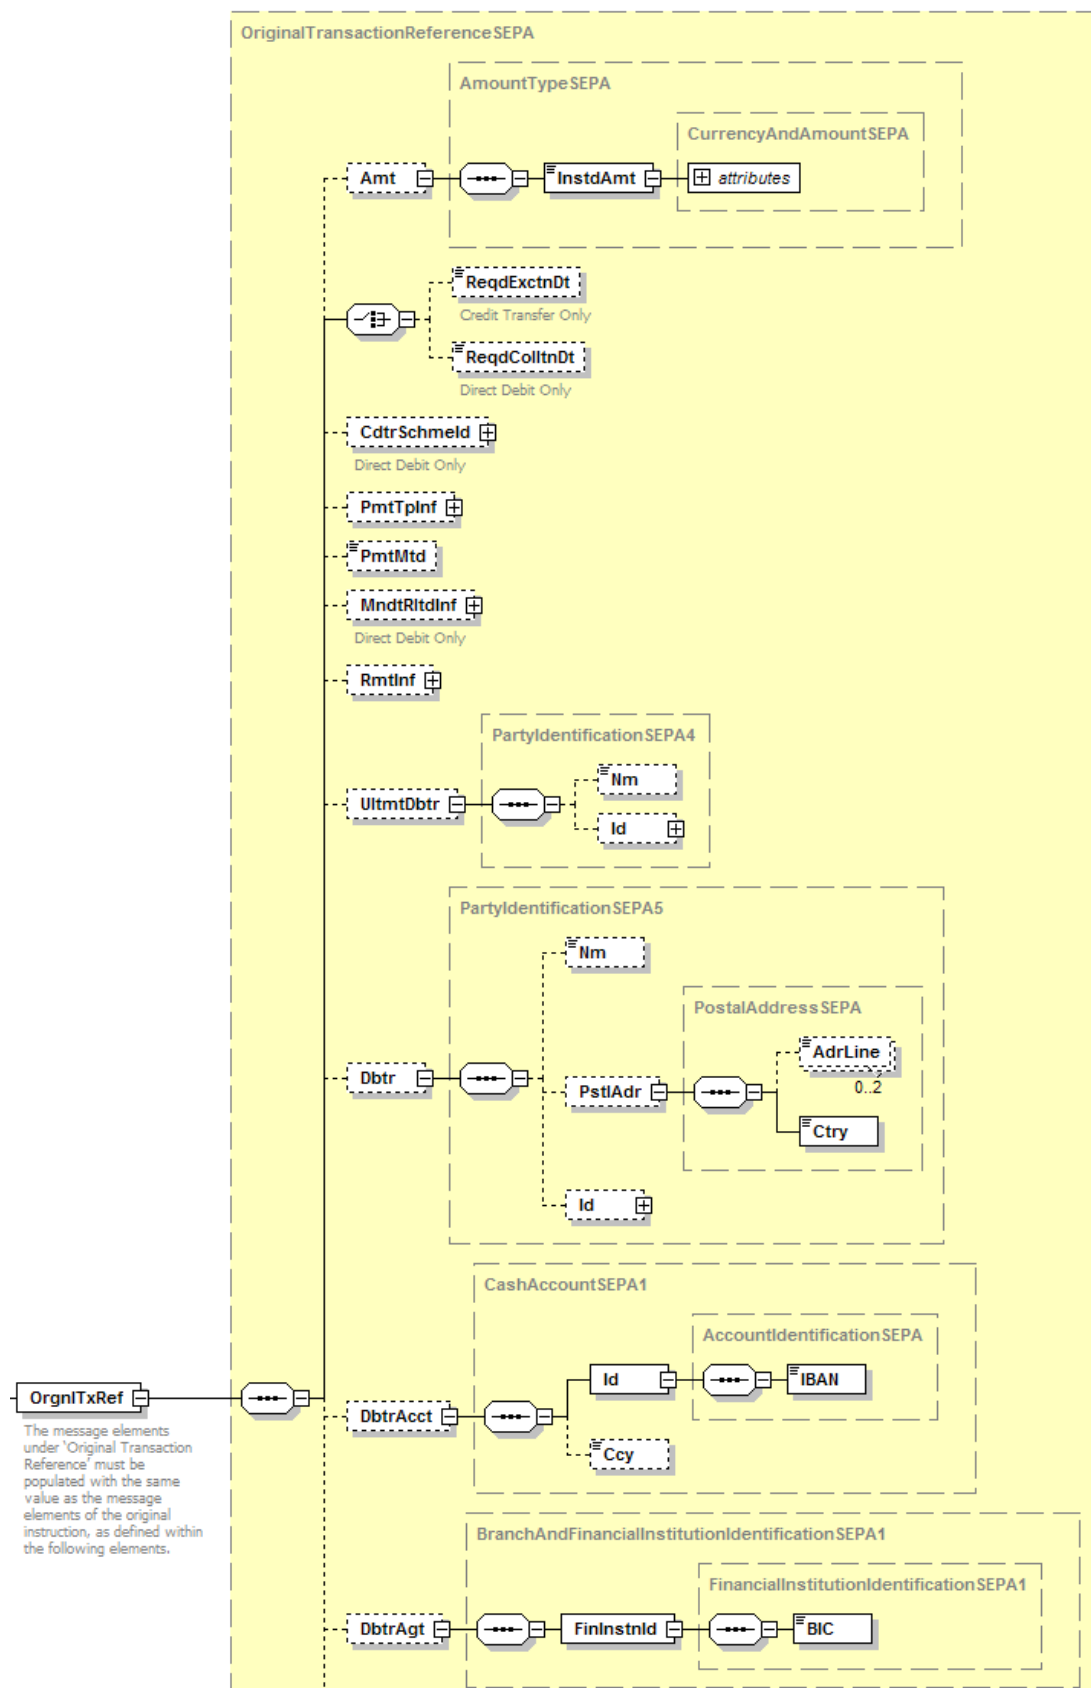 OriginalTransactionReferenceSEPA
AmountTypeSEPA
CurrencyAndAmountSEPA
Amt
InstdAmt
attributes
ReqdExctnDt
Credit Transfer Only
ReqdColltnDt
Direct Debit Only
CdtrSchmeId
Direct Debit Only
PmtTpInf
PmtMtd
MndtRltdInf
Direct Debit Only
RmtInf
PartyIdentificationSEPA4
Nm
UltmtDbtr
Id
PartyIdentificationSEPA5
Nm
PostalAddressSEPA
AdrLine
0..2
Dbtr
PstlAdr
Ctry
Id
CashAccountSEPA1
AccountIdentificationSEPA
Id
IBAN
OrgnlTxRef
DbtrAcct
Ccy
The message elements
under 'Original Transaction
Reference' must be
populated with the same
value as the message
elements of the original
instruction, as defined within
the following elements.
BranchAndFinancialInstitutionIdentificationSEPA1
FinancialInstitutionIdentificationSEPA1
DbtrAgt
FinInstnId
BIC